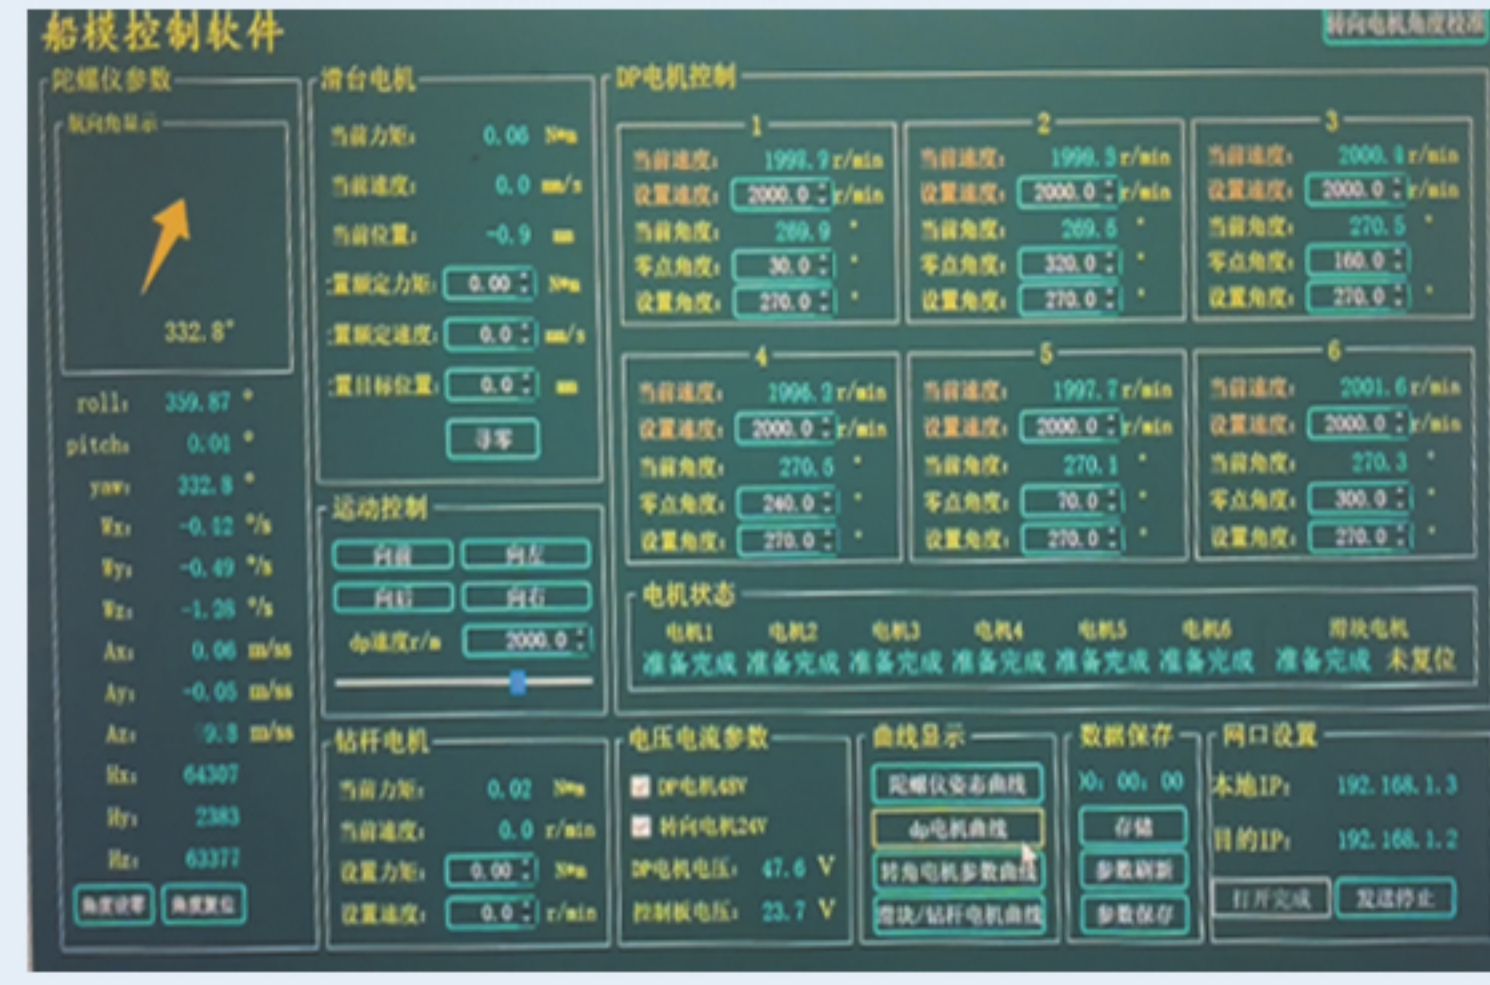 船模控制软件
转向电机角度校准
陀螺仪参数
航向角显示
332.8°
roll: 359.87 °
pitch: 0.01 °
yaw: 332.8 °
Wx: -0.12 °/s
Wy: -0.49 °/s
Wz: °/s
Ax: 0.06 m/ss
Ay: -0.05 m/ss
Az: 9.8 m/ss
Hx: 64307
Hy: 2383
Hz: 63377
角度设零 角度复位
滑台电机
当前力矩: 0.06 N*m
当前速度: 0.0 mm/s
当前位置: -0.9 mm
置额定力矩: 0.00 N*m
置额定速度: 0.0 mm/s
置目标位置: 0.0 mm
寻零
运动控制
向前 向左
向后 向右
dp速度r/m 2000.0
钻杆电机
当前力矩: 0.02 N*m
当前速度: 0.0 r/min
设置力矩: 0.00 N*m
设置速度: 0.0 r/min
DP电机控制
1
当前速度: r/min
设置速度: 2000.0 r/min
当前角度: 269.9 °
零点角度: 30.0 °
设置角度: 270.0 °
2
当前速度: r/min
设置速度: 2000.0 r/min
当前角度: °
零点角度: 320.0 °
设置角度: 270.0 °
3
当前速度: r/min
设置速度: 2000.0 r/min
当前角度: 270.5 °
零点角度: 160.0 °
设置角度: 270.0 °
4
当前速度: r/min
设置速度: 2000.0 r/min
当前角度: °
零点角度: 240.0 °
设置角度: 270.0 °
5
当前速度: 1997.7 r/min
设置速度: 2000.0 r/min
当前角度: 270.1 °
零点角度: 70.0 °
设置角度: 270.0 °
6
当前速度: 2001.6 r/min
设置速度: 2000.0 r/min
当前角度: 270.3 °
零点角度: 300.0 °
设置角度: 270.0 °
电机状态
电机1 电机2 电机3 电机4 电机5 电机6 滑块电机
准备完成 准备完成 准备完成 准备完成 准备完成 准备完成 准备完成 未复位
电压电流参数
DP电机48V
转向电机24V
DP电机电压: 47.6 V
控制板电压: 23.7 V
曲线显示
陀螺仪姿态曲线
dp电机曲线
转角电机参数曲线
滑块/钻杆电机曲线
数据保存
00: 00: 00
存储
参数刷新
参数保存
网口设置
本地IP: 192.168.1.3
目的IP: 192.168.1.2
打开完成 发送停止